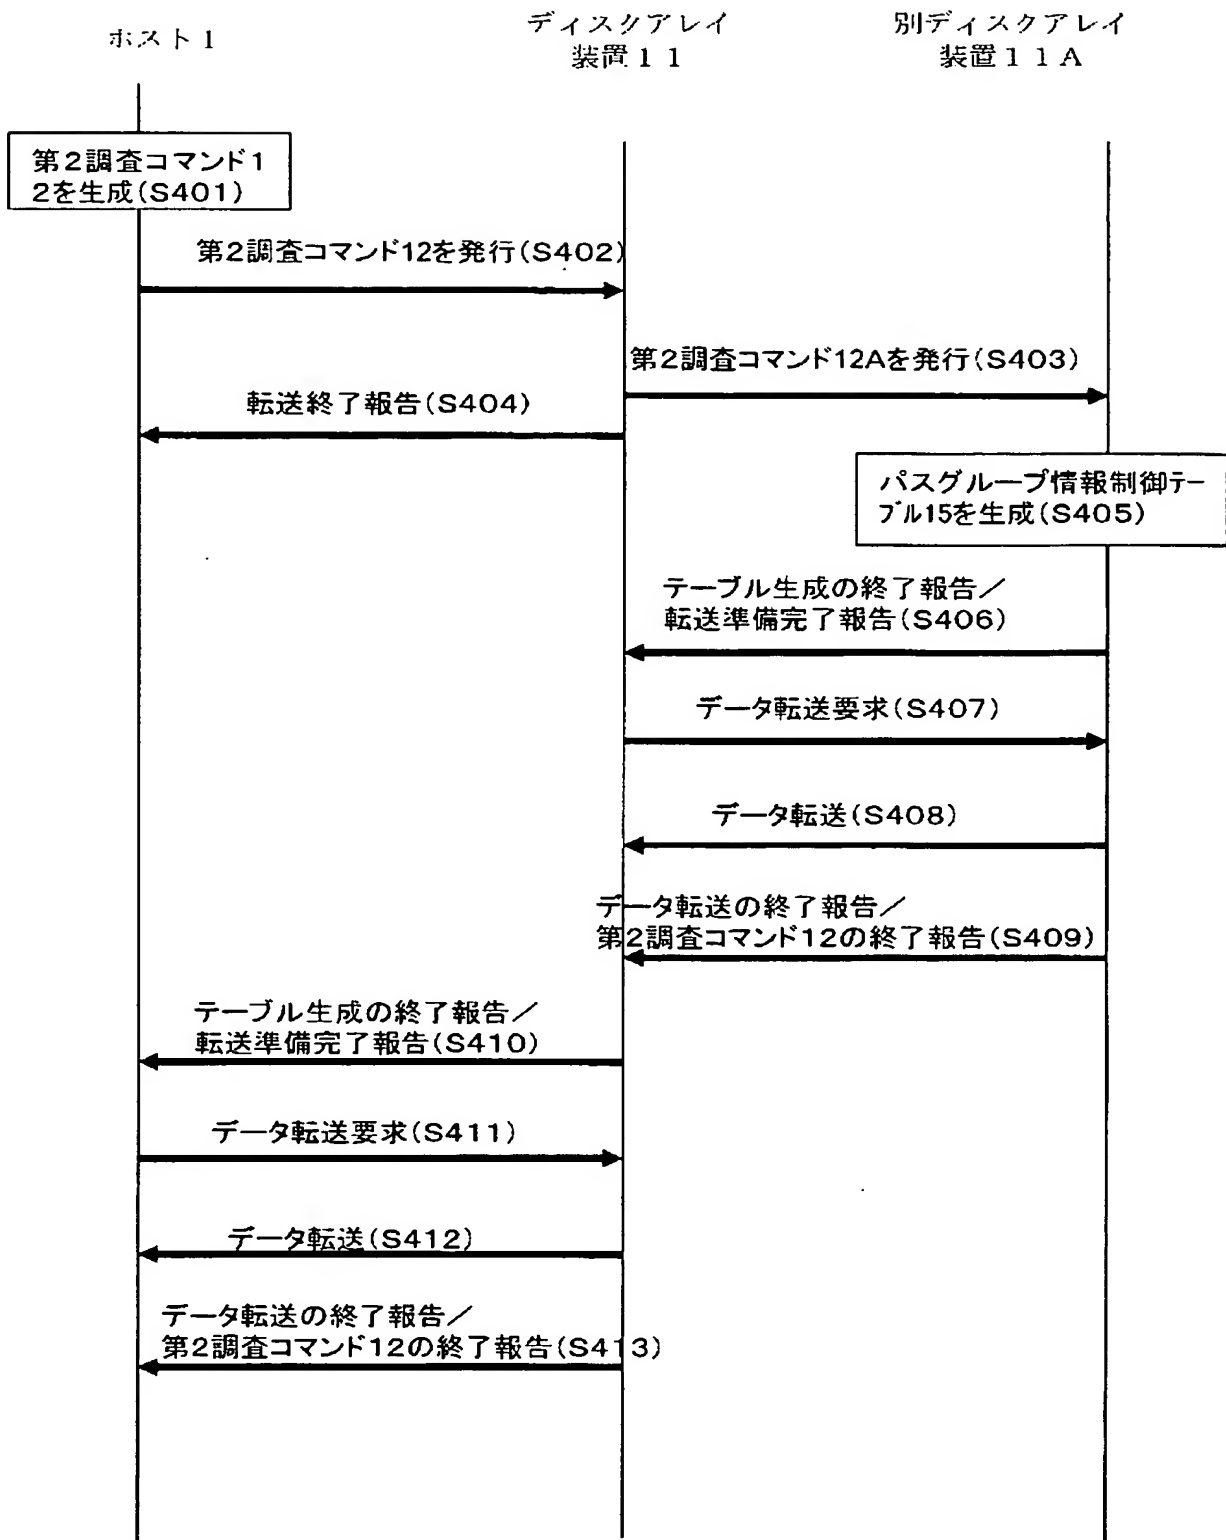 ホスト1
ディスクアレイ
装置１１
別ディスクアレイ
装置１１A
第2調査コマンド1
2を生成(S401)
第2調査コマンド12を発行(S402)
第2調査コマンド12Aを発行(S403)
転送終了報告(S404)
パスグループ情報制御テー
ブル15を生成(S405)
テーブル生成の終了報告／
転送準備完了報告(S406)
データ転送要求(S407)
データ転送(S408)
データ転送の終了報告／
第2調査コマンド12の終了報告(S409)
テーブル生成の終了報告／
転送準備完了報告(S410)
データ転送要求(S411)
データ転送(S412)
データ転送の終了報告／
第2調査コマンド12の終了報告(S413)